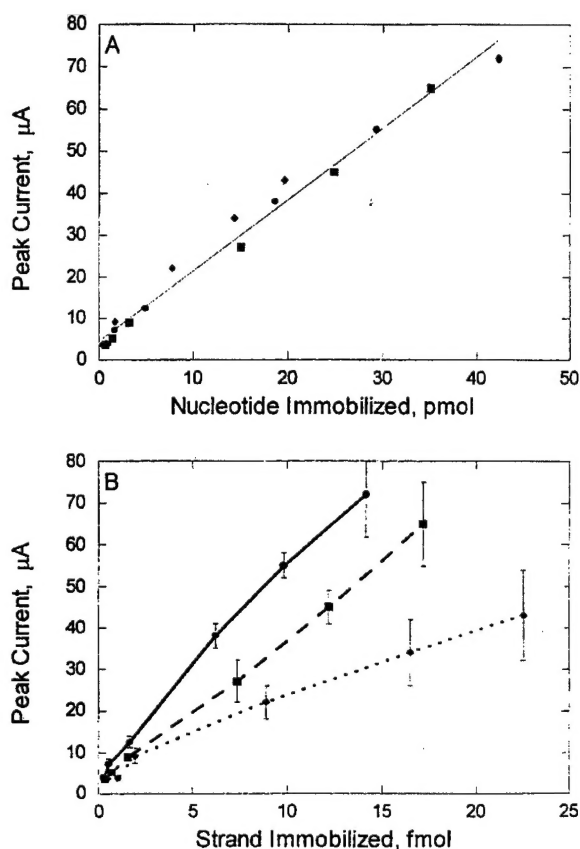 A
80
70
60
50
40
30
20
10
0
Peak Current, μA
0 10 20 30 40 50
Nucleotide Immobilized, pmol
B
80
70
60
50
40
30
20
10
0
Peak Current, μA
0 5 10 15 20 25
Strand Immobilized, fmol